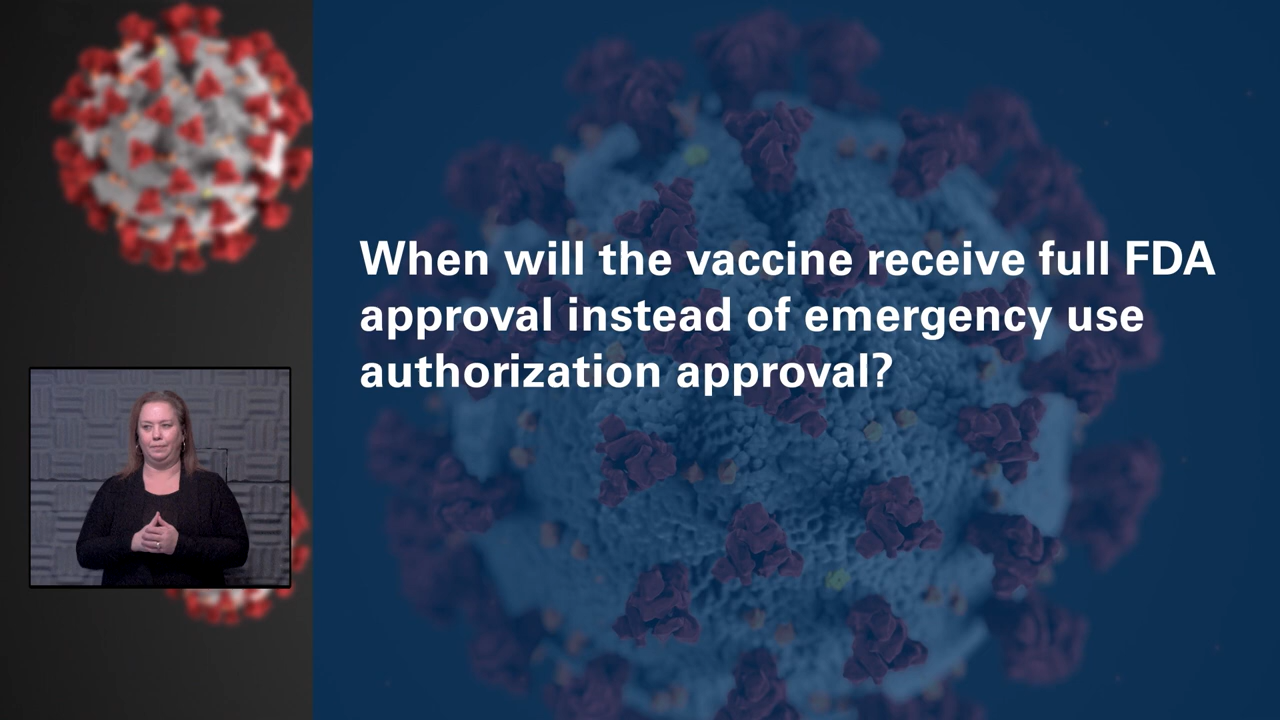 When will the vaccine receive full FDA
approval instead of emergency use
authorization approval?